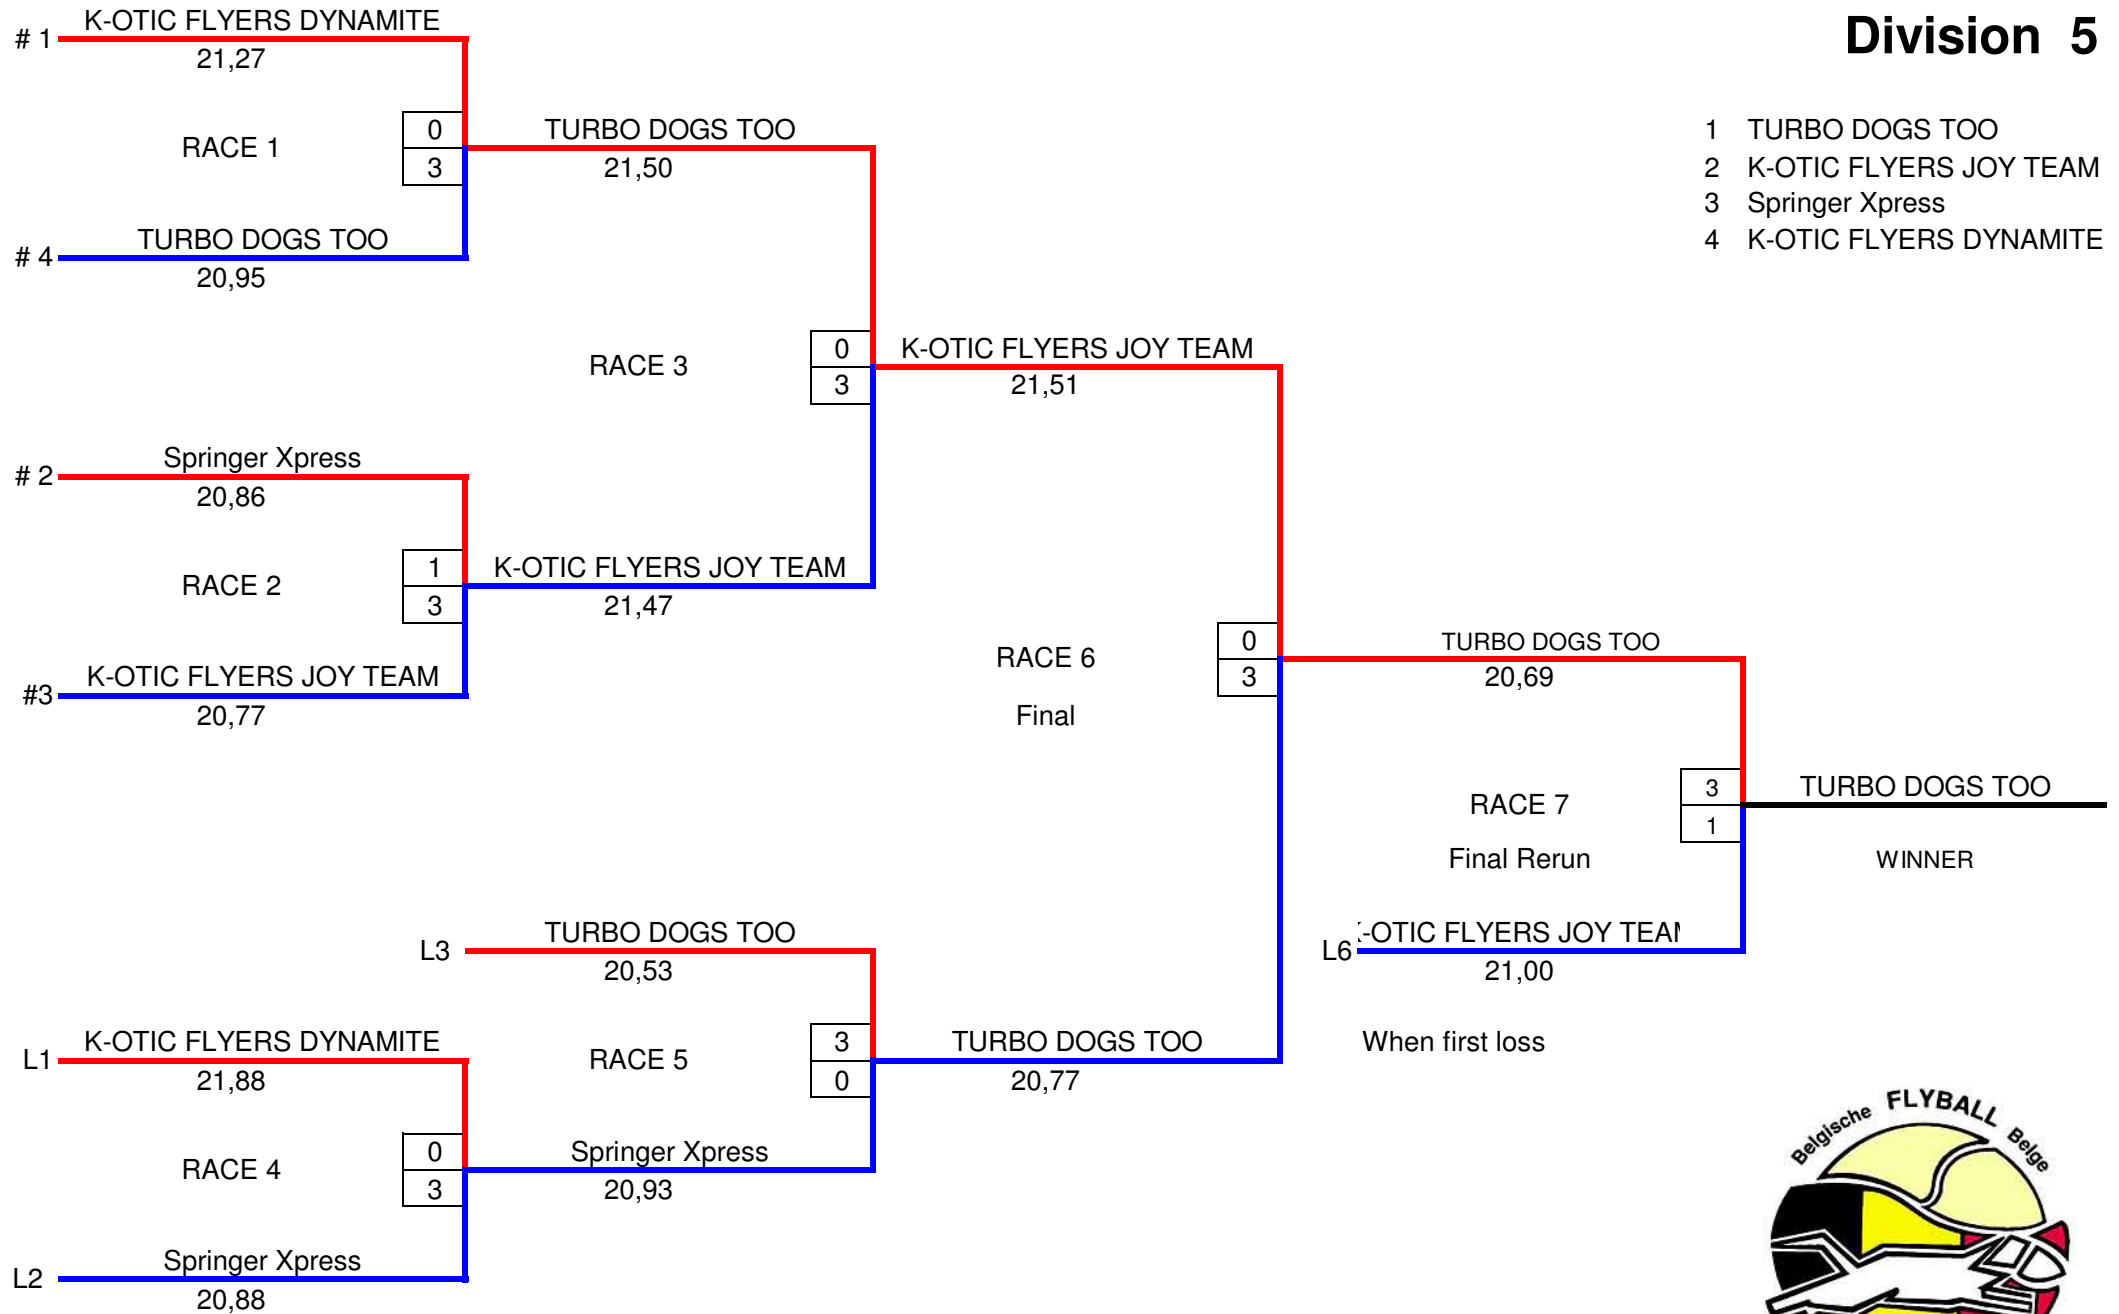 Division 5
1 TURBO DOGS TOO
2 K-OTIC FLYERS JOY TEAM
3 Springer Xpress
4 K-OTIC FLYERS DYNAMITE
# 1 K-OTIC FLYERS DYNAMITE
21,27
RACE 1
0
3
# 4 TURBO DOGS TOO
20,95
TURBO DOGS TOO
21,50
RACE 3
0
3
# 2 Springer Xpress
20,86
RACE 2
1
3
#3 K-OTIC FLYERS JOY TEAM
20,77
K-OTIC FLYERS JOY TEAM
21,47
K-OTIC FLYERS JOY TEAM
21,51
RACE 6
Final
0
3
TURBO DOGS TOO
20,69
RACE 7
Final Rerun
3
1
TURBO DOGS TOO
WINNER
L6 -OTIC FLYERS JOY TEAM
21,00
When first loss
L3 TURBO DOGS TOO
20,53
RACE 5
3
0
TURBO DOGS TOO
20,77
L1 K-OTIC FLYERS DYNAMITE
21,88
RACE 4
0
3
Springer Xpress
20,93
L2 Springer Xpress
20,88
Belgische FLYBALL Belge